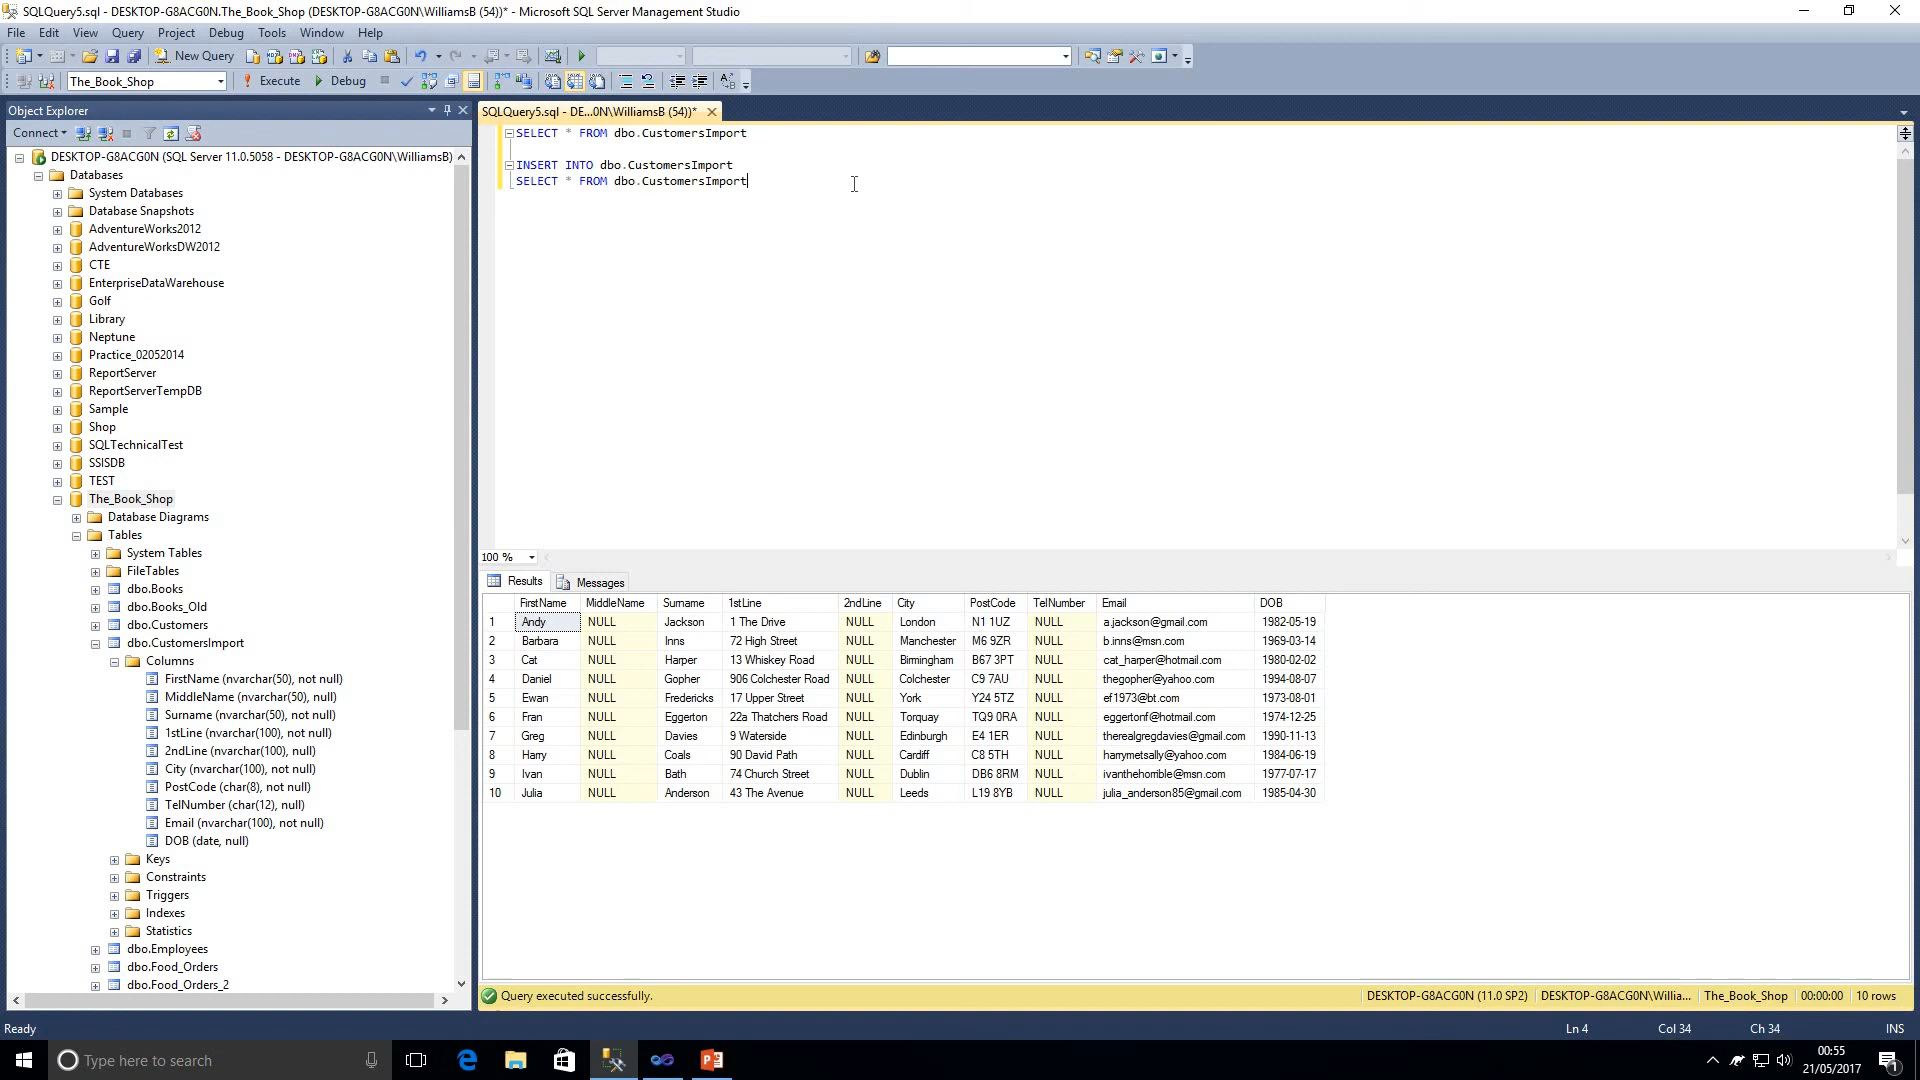 SQLQuery5.sql - DESKTOP-G8ACG0N.The_Book_Shop (DESKTOP-G8ACG0N\WilliamsB (54))* - Microsoft SQL Server Management Studio
File Edit View Query Project Debug Tools Window Help
New Query
The_Book_Shop Execute Debug
Object Explorer
Connect
DESKTOP-G8ACG0N (SQL Server 11.0.5058 - DESKTOP-G8ACG0N\WilliamsB)
Databases
System Databases
Database Snapshots
AdventureWorks2012
AdventureWorksDW2012
CTE
EnterpriseDataWarehouse
Golf
Library
Neptune
Practice_02052014
ReportServer
ReportServerTempDB
Sample
Shop
SQLTechnicalTest
SSISDB
TEST
The_Book_Shop
Database Diagrams
Tables
System Tables
FileTables
dbo.Books
dbo.Books_Old
dbo.Customers
dbo.CustomersImport
Columns
FirstName (nvarchar(50), not null)
MiddleName (nvarchar(50), null)
Surname (nvarchar(50), not null)
1stLine (nvarchar(100), not null)
2ndLine (nvarchar(100), null)
City (nvarchar(100), not null)
PostCode (char(8), not null)
TelNumber (char(12), null)
Email (nvarchar(100), not null)
DOB (date, null)
Keys
Constraints
Triggers
Indexes
Statistics
dbo.Employees
dbo.Food_Orders
dbo.Food_Orders_2
SQLQuery5.sql - DE...0N\WilliamsB (54))*
SELECT * FROM dbo.CustomersImport
INSERT INTO dbo.CustomersImport
SELECT * FROM dbo.CustomersImport
100 %
Results Messages
FirstName MiddleName Surname 1stLine 2ndLine City PostCode TelNumber Email DOB
1 Andy NULL Jackson 1 The Drive NULL London N1 1UZ NULL a.jackson@gmail.com 1982-05-19
2 Barbara NULL Inns 72 High Street NULL Manchester M6 9ZR NULL b.inns@msn.com 1969-03-14
3 Cat NULL Harper 13 Whiskey Road NULL Birmingham B67 3PT NULL cat_harper@hotmail.com 1980-02-02
4 Daniel NULL Gopher 906 Colchester Road NULL Colchester C9 7AU NULL thegopher@yahoo.com 1994-08-07
5 Ewan NULL Fredericks 17 Upper Street NULL York Y24 5TZ NULL ef1973@bt.com 1973-08-01
6 Fran NULL Eggerton 22a Thatchers Road NULL Torquay TQ9 0RA NULL eggertonf@hotmail.com 1974-12-25
7 Greg NULL Davies 9 Waterside NULL Edinburgh E4 1ER NULL therealgregdavies@gmail.com 1990-11-13
8 Harry NULL Coals 90 David Path NULL Cardiff C8 5TH NULL harrymetsally@yahoo.com 1984-06-19
9 Ivan NULL Bath 74 Church Street NULL Dublin DB6 8RM NULL ivanthehorrible@msn.com 1977-07-17
10 Julia NULL Anderson 43 The Avenue NULL Leeds L19 8YB NULL julia_anderson85@gmail.com 1985-04-30
Query executed successfully. DESKTOP-G8ACG0N (11.0 SP2) DESKTOP-G8ACG0N\Willia... The_Book_Shop 00:00:00 10 rows
Ready Ln 4 Col 34 Ch 34 INS
Type here to search
00:55
21/05/2017
1